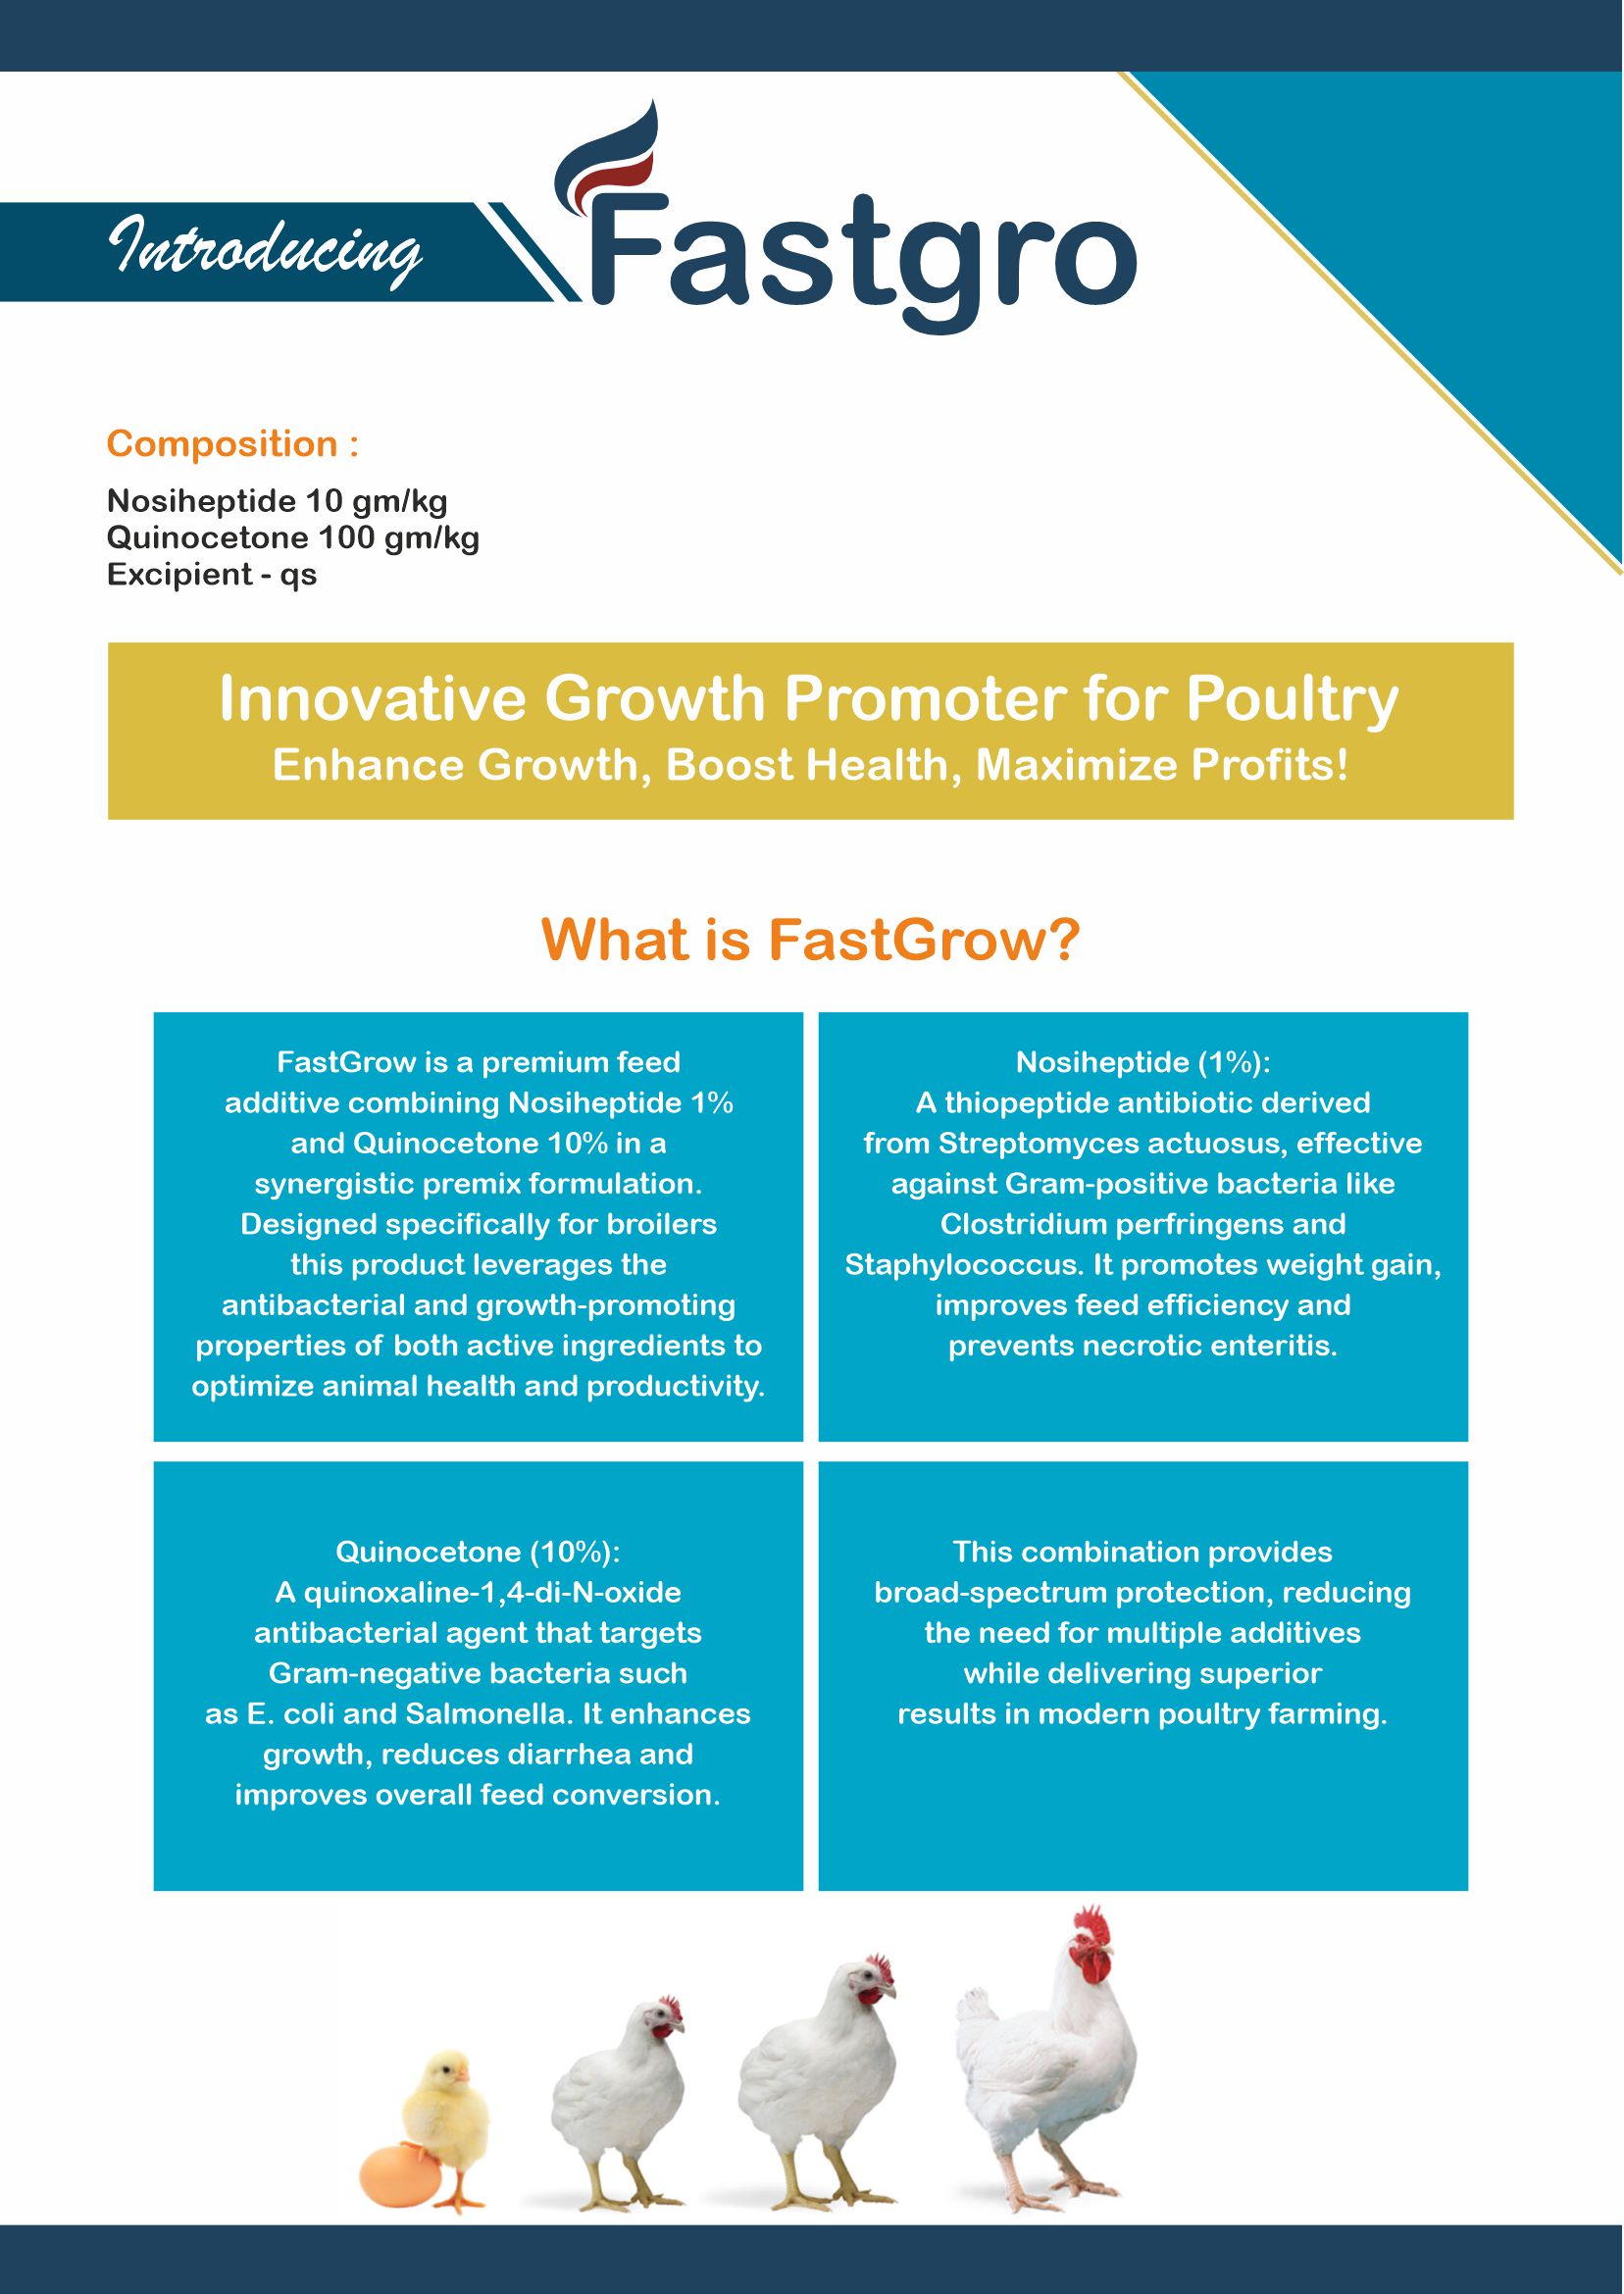 Introducing
Fastgro
Composition :
Nosiheptide 10 gm/kg
Quinocetone 100 gm/kg
Excipient - qs
Innovative Growth Promoter for Poultry
Enhance Growth, Boost Health, Maximize Profits!
What is FastGrow?
FastGrow is a premium feed
additive combining Nosiheptide 1%
and Quinocetone 10% in a
synergistic premix formulation.
Designed specifically for broilers
this product leverages the
antibacterial and growth-promoting
properties of both active ingredients to
optimize animal health and productivity.
Nosiheptide (1%):
A thiopeptide antibiotic derived
from Streptomyces actuosus, effective
against Gram-positive bacteria like
Clostridium perfringens and
Staphylococcus. It promotes weight gain,
improves feed efficiency and
prevents necrotic enteritis.
Quinocetone (10%):
A quinoxaline-1,4-di-N-oxide
antibacterial agent that targets
Gram-negative bacteria such
as E. coli and Salmonella. It enhances
growth, reduces diarrhea and
improves overall feed conversion.
This combination provides
broad-spectrum protection, reducing
the need for multiple additives
while delivering superior
results in modern poultry farming.